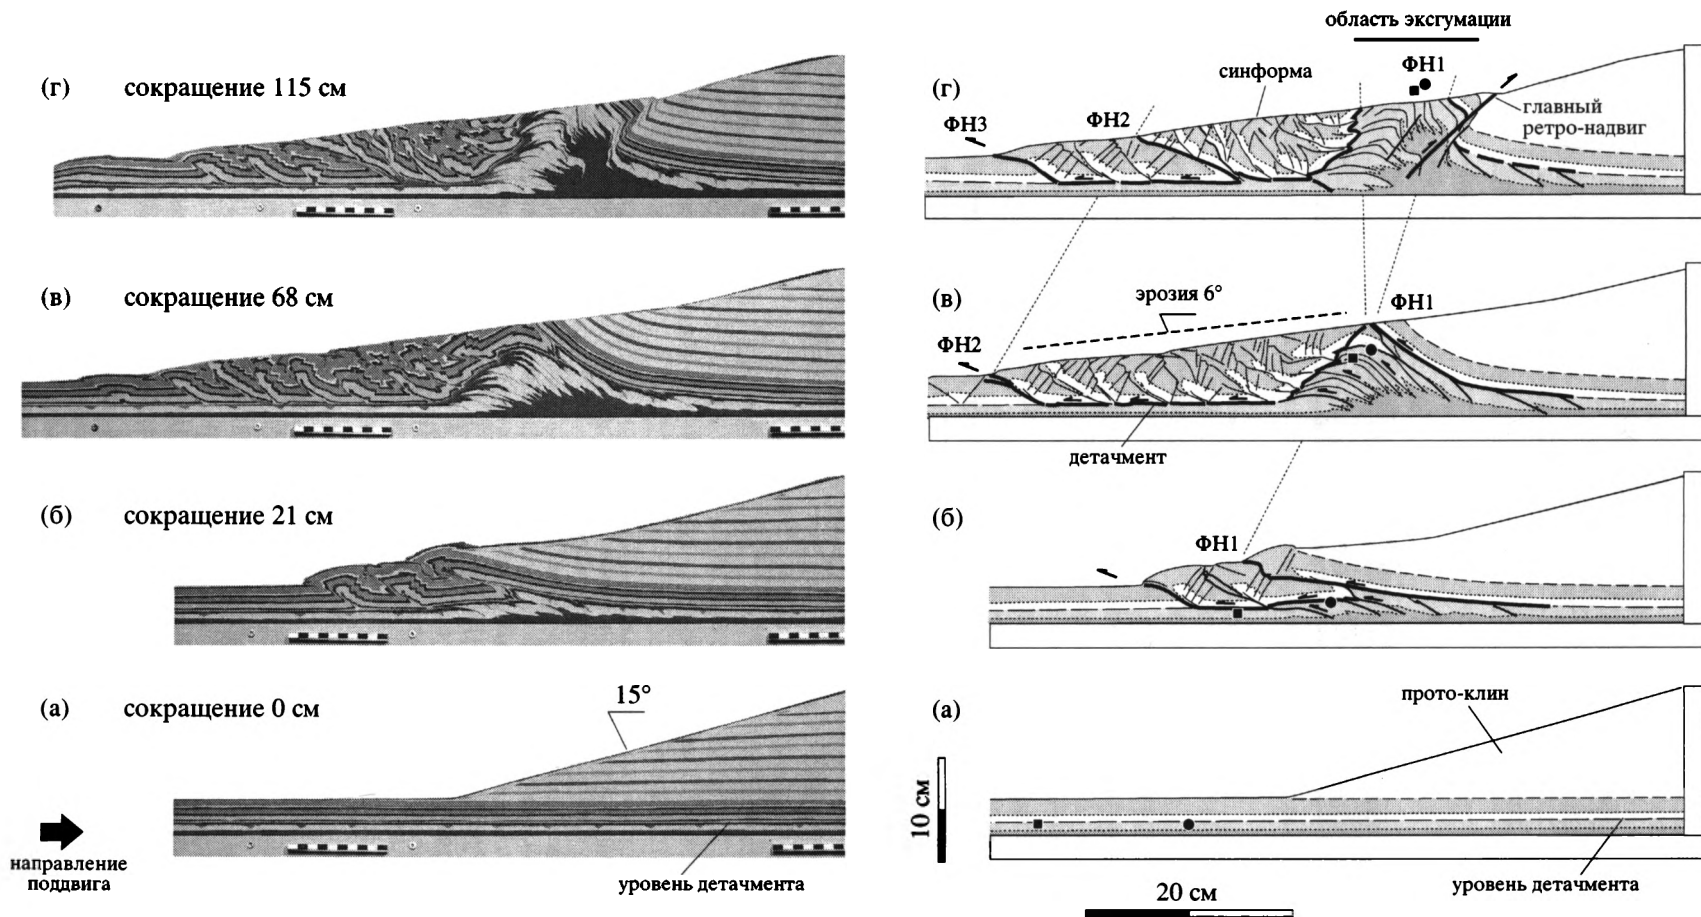 область эксгумации
(г) сокращение 115 см
(г)
ФН1
синформа
ФН2
ФН3
главный
ретро-надвиг
(в) сокращение 68 см
(в)
эрозия 6°
ФН1
ФН2
детачмент
(б) сокращение 21 см
(б)
ФН1
(а) сокращение 0 см
15°
(а)
прото-клин
10 см
направление
поддвига
уровень детачмента
уровень детачмента
20 см